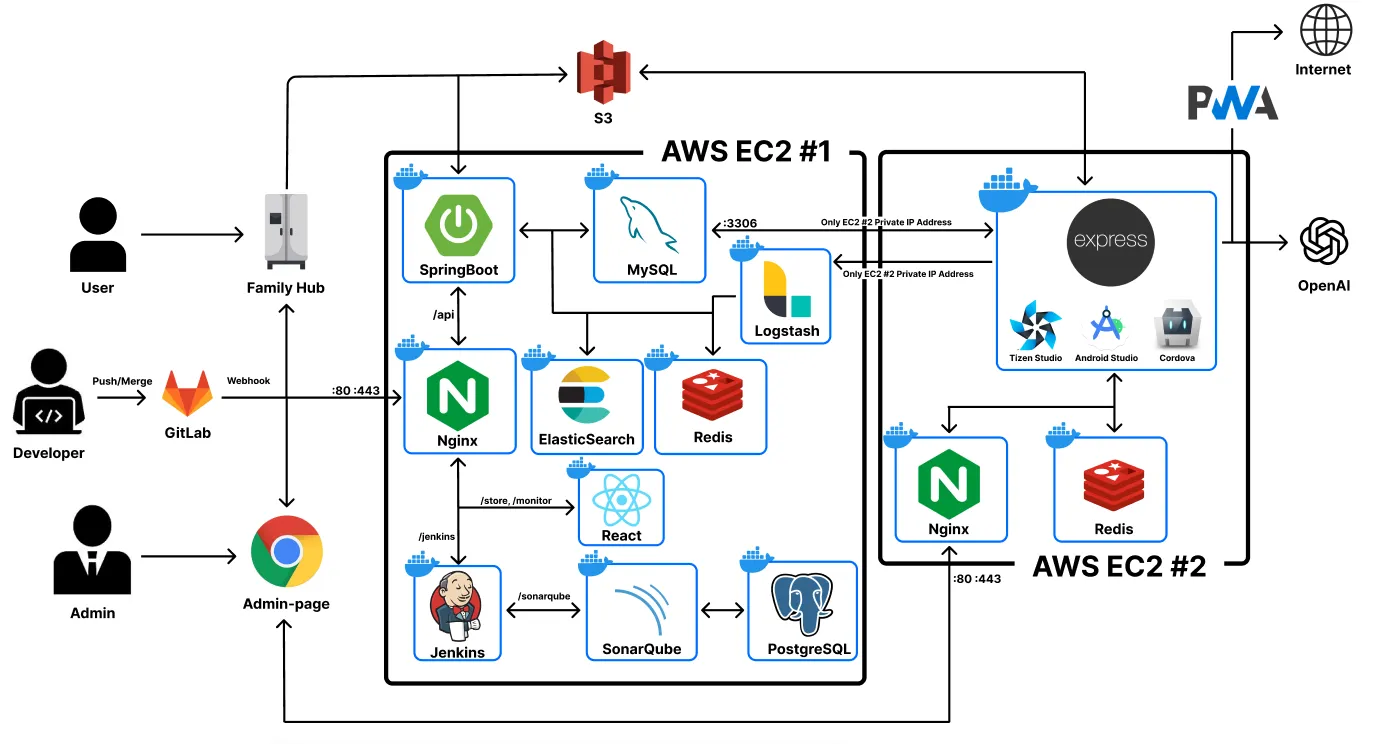 Internet
PWA
S3
AWS EC2 #1
User
Family Hub
SpringBoot
MySQL
:3306
Only EC2 #2 Private IP Address
Only EC2 #2 Private IP Address
express
OpenAI
/api
Logstash
Tizen Studio
Android Studio
Cordova
Developer
Push/Merge
GitLab
Webhook
:80 :443
Nginx
ElasticSearch
Redis
/store, /monitor
React
/jenkins
Nginx
Redis
AWS EC2 #2
:80 :443
Admin
Admin-page
Jenkins
/sonarqube
SonarQube
PostgreSQL